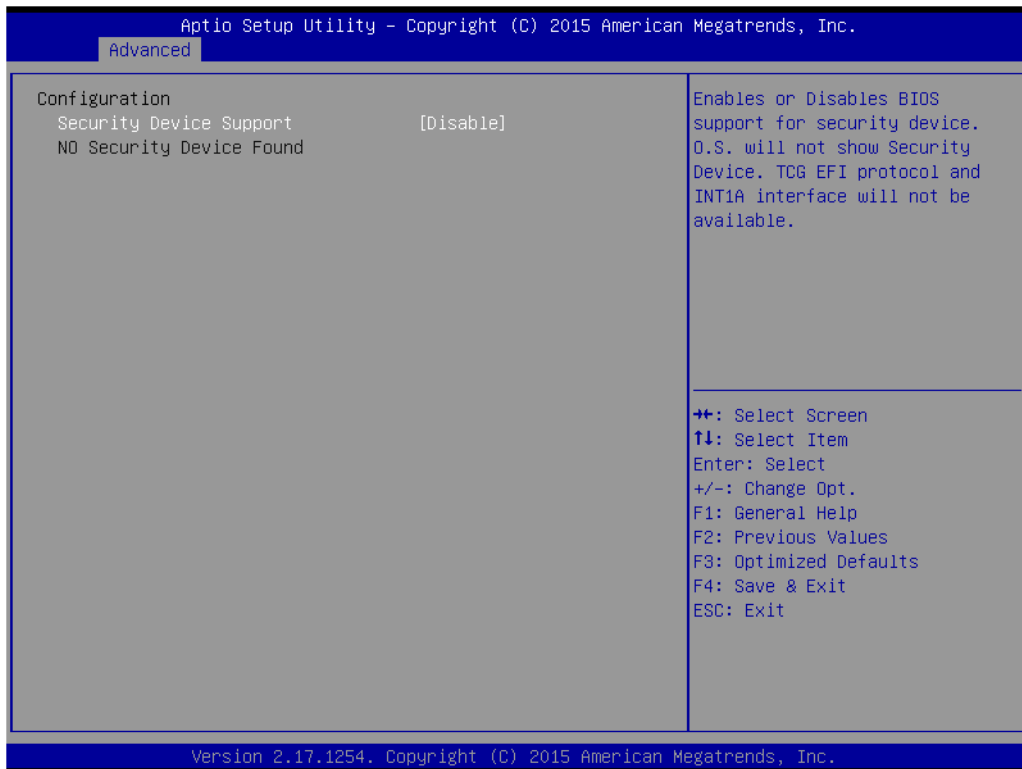 Aptio Setup Utility – Copyright (C) 2015 American Megatrends, Inc.
Advanced
Configuration
Security Device Support [Disable]
NO Security Device Found
Enables or Disables BIOS
support for security device.
O.S. will not show Security
Device. TCG EFI protocol and
INT1A interface will not be
available.
→←: Select Screen
↑↓: Select Item
Enter: Select
+/-: Change Opt.
F1: General Help
F2: Previous Values
F3: Optimized Defaults
F4: Save & Exit
ESC: Exit
Version 2.17.1254. Copyright (C) 2015 American Megatrends, Inc.